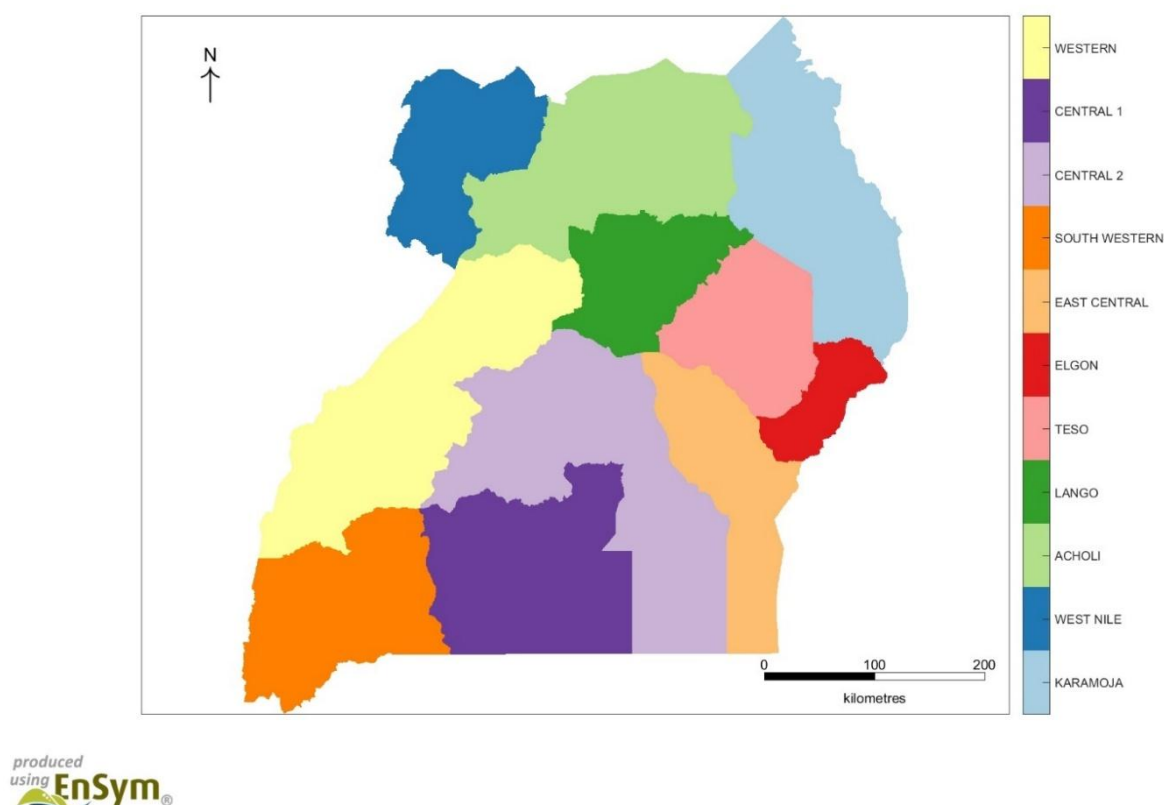 N
WESTERN
CENTRAL 1
CENTRAL 2
SOUTH WESTERN
EAST CENTRAL
ELGON
TESO
LANGO
ACHOLI
WEST NILE
KARAMOJA
0 100 200
kilometres
produced
using EnSym®